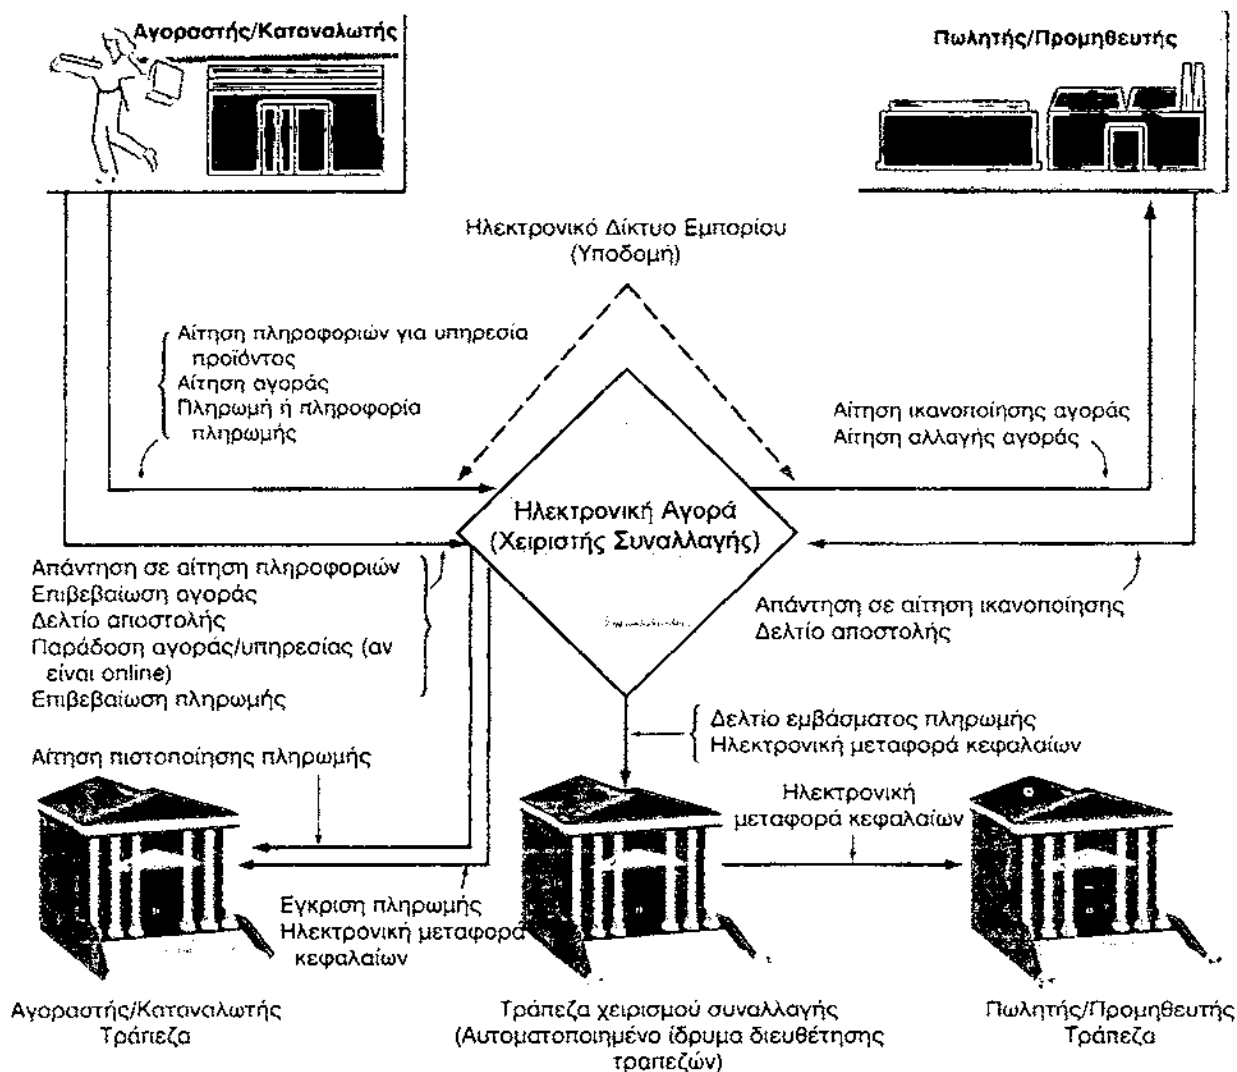 Αγοραστής/Καταναλωτής
Πωλητής/Προμηθευτής
Ηλεκτρονικό Δίκτυο Εμπορίου
(Υποδομή)
Αίτηση πληροφοριών για υπηρεσία
προϊόντος
Αίτηση αγοράς
Πληρωμή ή πληροφορία
πληρωμής
Αίτηση ικανοποίησης αγοράς
Αίτηση αλλαγής αγοράς
Ηλεκτρονική Αγορά
(Χειριστής Συναλλαγής)
Απάντηση σε αίτηση πληροφοριών
Επιβεβαίωση αγοράς
Δελτίο αποστολής
Παράδοση αγοράς/υπηρεσίας (αν
είναι online)
Επιβεβαίωση πληρωμής
Απάντηση σε αίτηση ικανοποίησης
Δελτίο αποστολής
Δελτίο εμβάσματος πληρωμής
Ηλεκτρονική μεταφορά κεφαλαίων
Αίτηση πιστοποίησης πληρωμής
Ηλεκτρονική
μεταφορά κεφαλαίων
Εγκριση πληρωμής
Ηλεκτρονική μεταφορά
κεφαλαίων
Αγοραστής/Καταναλωτής
Τράπεζα
Τράπεζα χειρισμού συναλλαγής
(Αυτοματοποιημένο ίδρυμα διευθέτησης
τραπεζών)
Πωλητής/Προμηθευτής
Τράπεζα